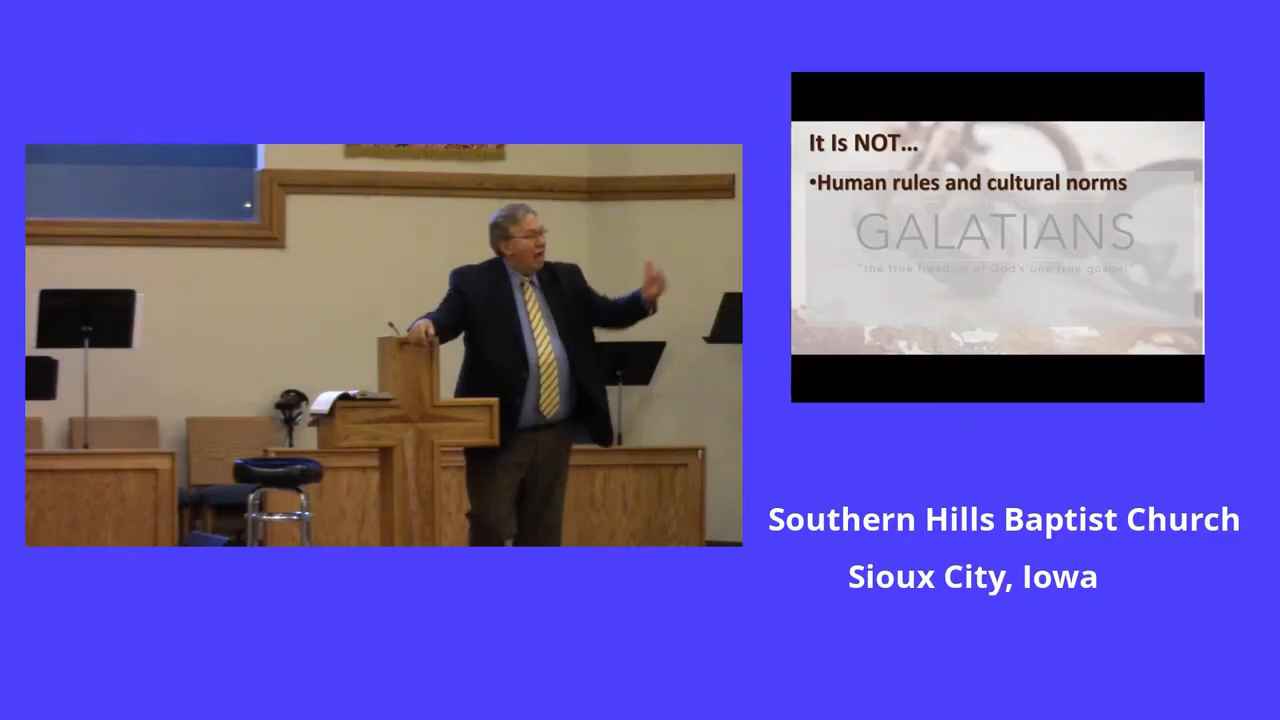 It Is NOT...
•Human rules and cultural norms
GALATIANS
"the true freedom of God's one true gospel"
Southern Hills Baptist Church
Sioux City, Iowa